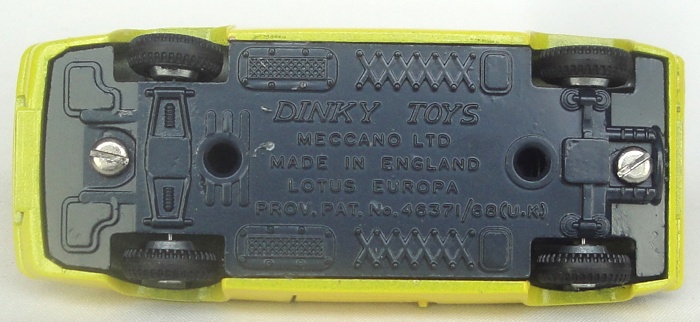 DINKY TOYS
MECCANO LTD
MADE IN ENGLAND
LOTUS EUROPA
PROV. PAT. No. 46371/68(U.K)